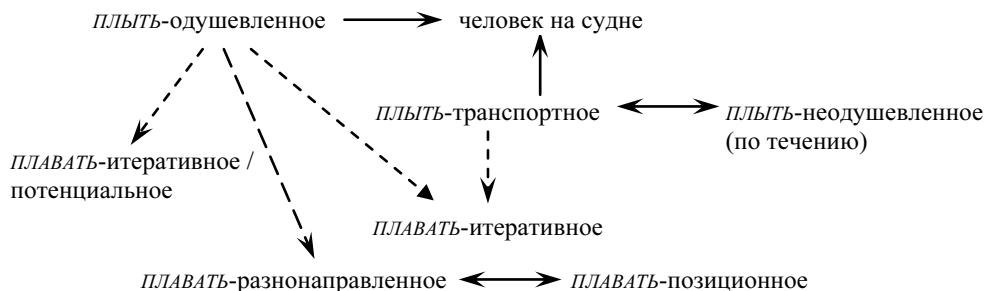 ПЛЫТЬ-одушевленное
человек на судне
ПЛЫТЬ-транспортное
ПЛЫТЬ-неодушевленное
(по течению)
ПЛАВАТЬ-итеративное /
потенциальное
ПЛАВАТЬ-итеративное
ПЛАВАТЬ-разнонаправленное
ПЛАВАТЬ-позиционное